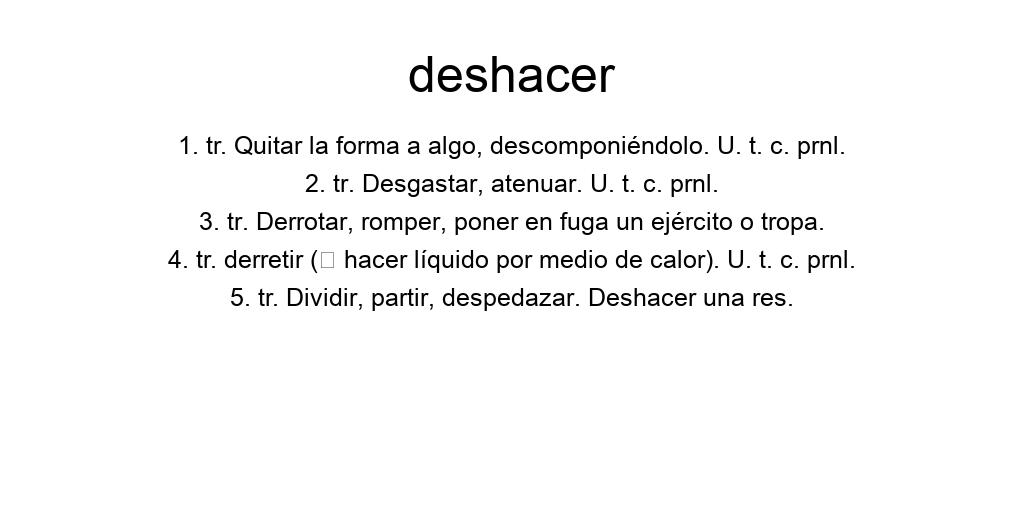 deshacer
1. tr. Quitar la forma a algo, descomponiéndolo. U. t. c. prnl.
2. tr. Desgastar, atenuar. U. t. c. prnl.
3. tr. Derrotar, romper, poner en fuga un ejército o tropa.
4. tr. derretir (□ hacer líquido por medio de calor). U. t. c. prnl.
5. tr. Dividir, partir, despedazar. Deshacer una res.